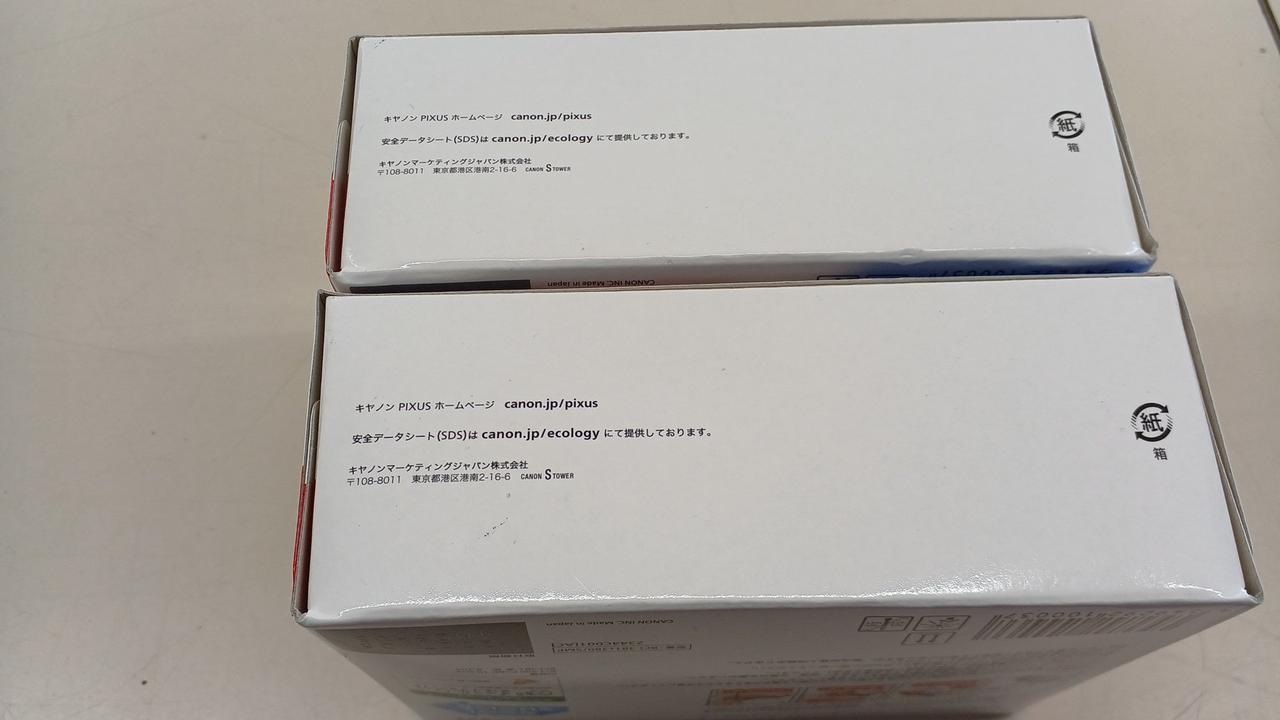 キヤノン PIXUS ホームページ canon.jp/pixus
安全データシート(SDS)は canon.jp/ecology にて提供しております。
キヤノンマーケティングジャパン株式会社
〒108-8011 東京都港区港南2-16-6 CANON S TOWER
紙
箱
CANON INC. Made in Japan
キヤノン PIXUS ホームページ canon.jp/pixus
安全データシート(SDS)は canon.jp/ecology にて提供しております。
キヤノンマーケティングジャパン株式会社
〒108-8011 東京都港区港南2-16-6 CANON S TOWER
紙
箱
CANON INC. Made in Japan